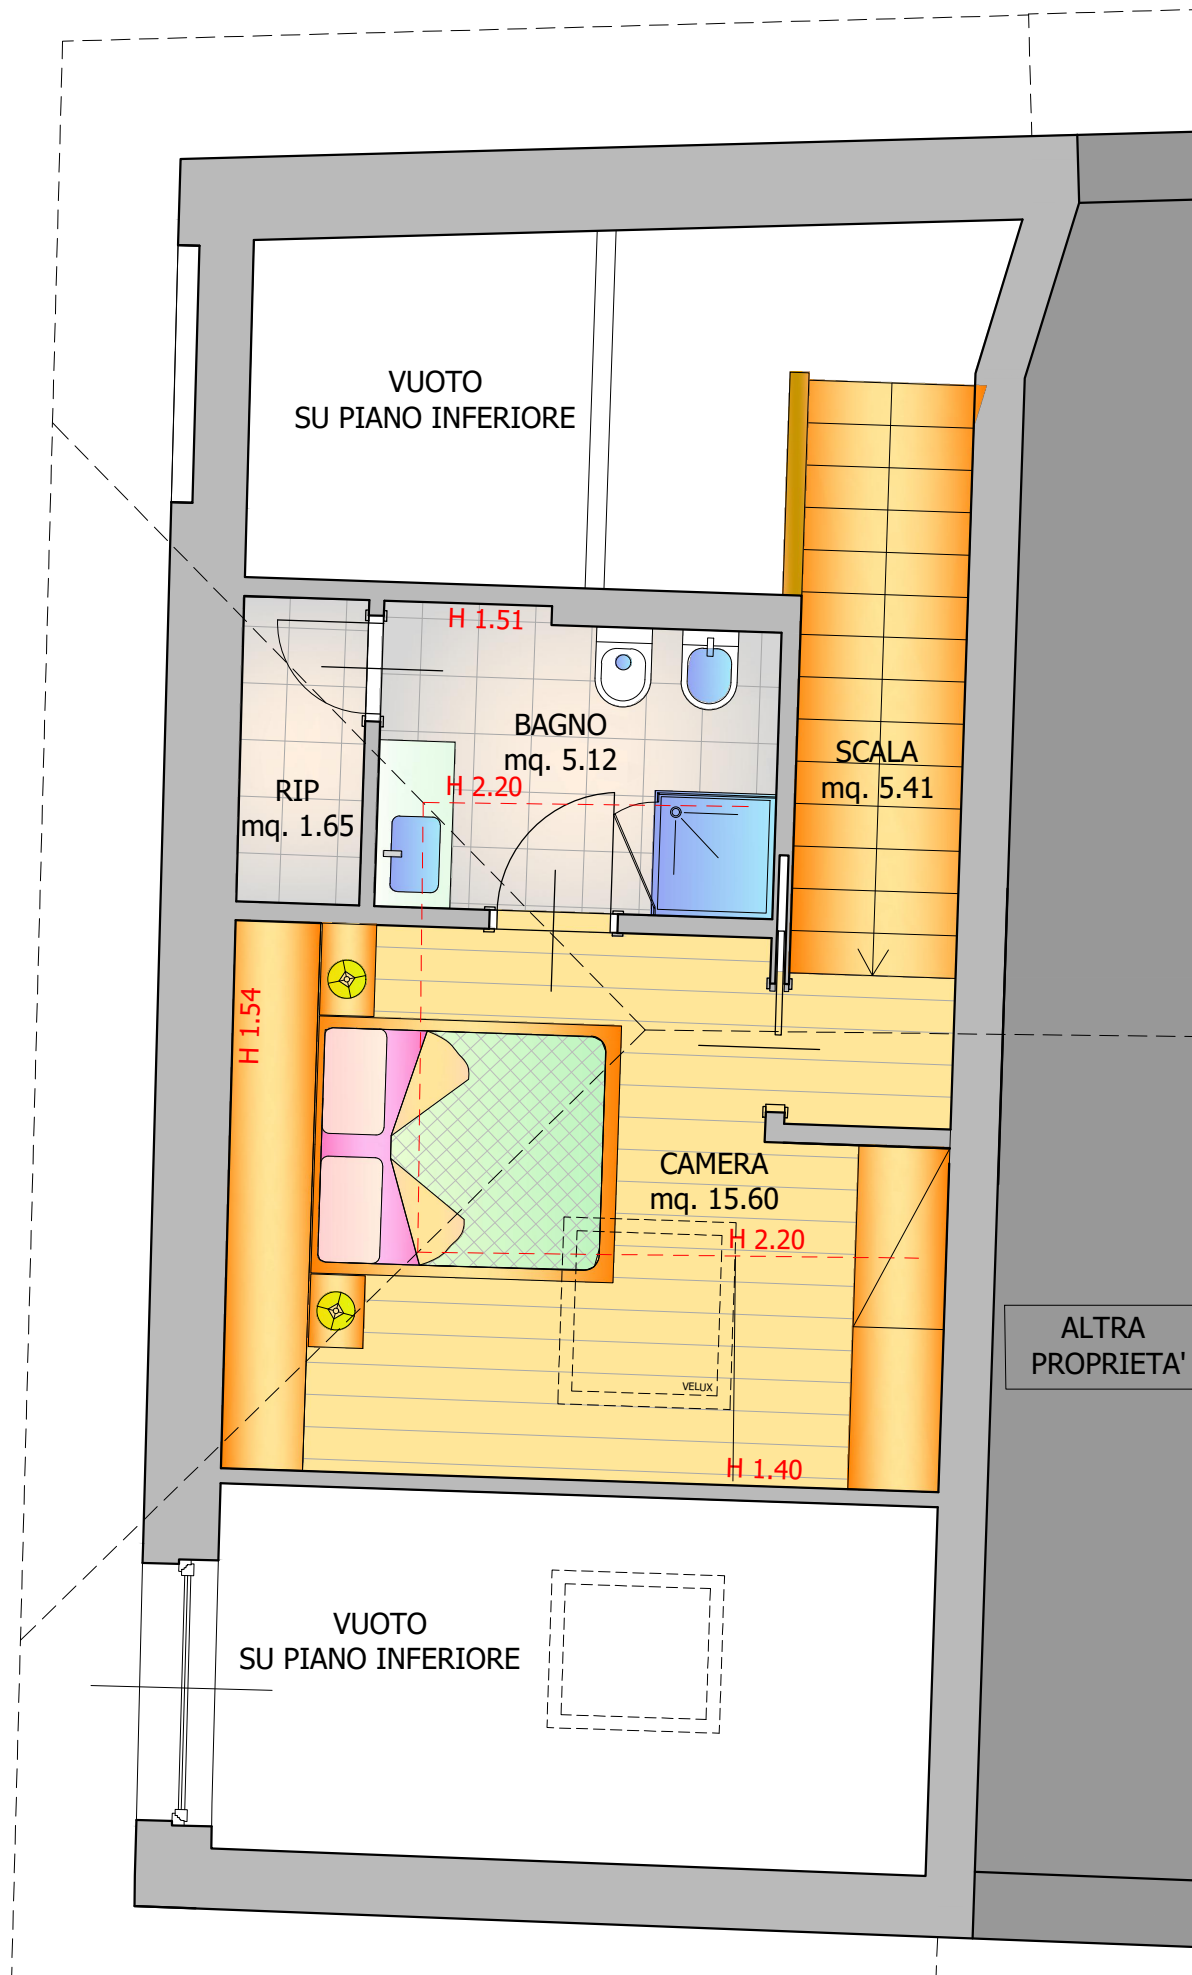 VUOTO
SU PIANO INFERIORE
H 1.51
BAGNO
mq. 5.12
H 2.20
RIP
mq. 1.65
SCALA
mq. 5.41
H 1.54
CAMERA
mq. 15.60
H 2.20
VELUX
H 1.40
ALTRA
PROPRIETA'
VUOTO
SU PIANO INFERIORE